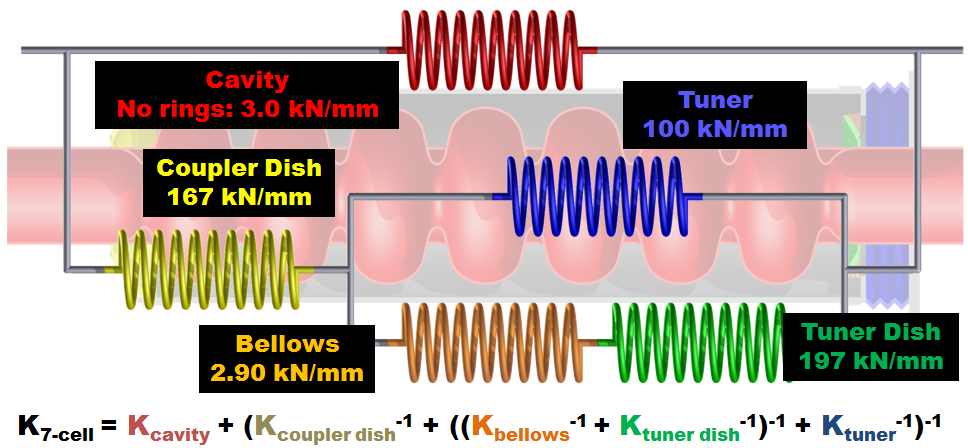 Cavity
No rings: 3.0 kN/mm
Tuner
100 kN/mm
Coupler Dish
167 kN/mm
Bellows
2.90 kN/mm
Tuner Dish
197 kN/mm
K7-cell = Kcavity + (Kcoupler dish-1 + ((Kbellows-1 + Ktuner dish-1)-1 + Ktuner-1)-1